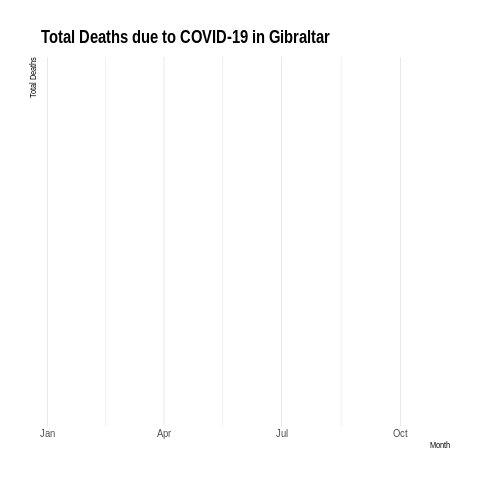 Total Deaths due to COVID-19 in Gibraltar
Total Deaths
Jan Apr Jul Oct
Month